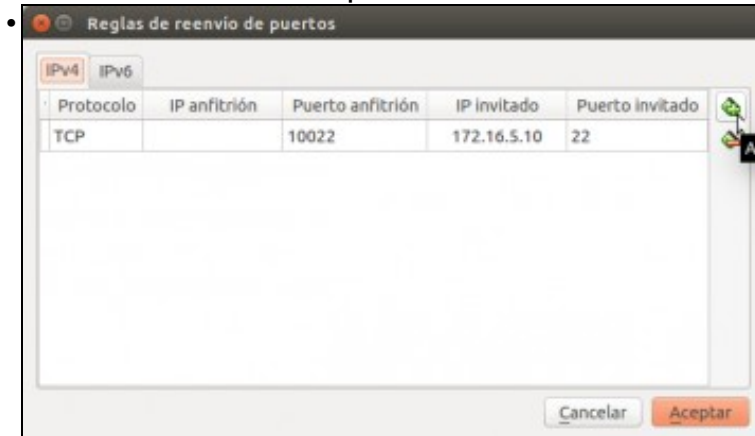 Reglas de reenvío de puertos
IPv4 IPv6
Protocolo IP anfitrión Puerto anfitrión IP invitado Puerto invitado
TCP 10022 172.16.5.10 22
A
Cancelar Aceptar